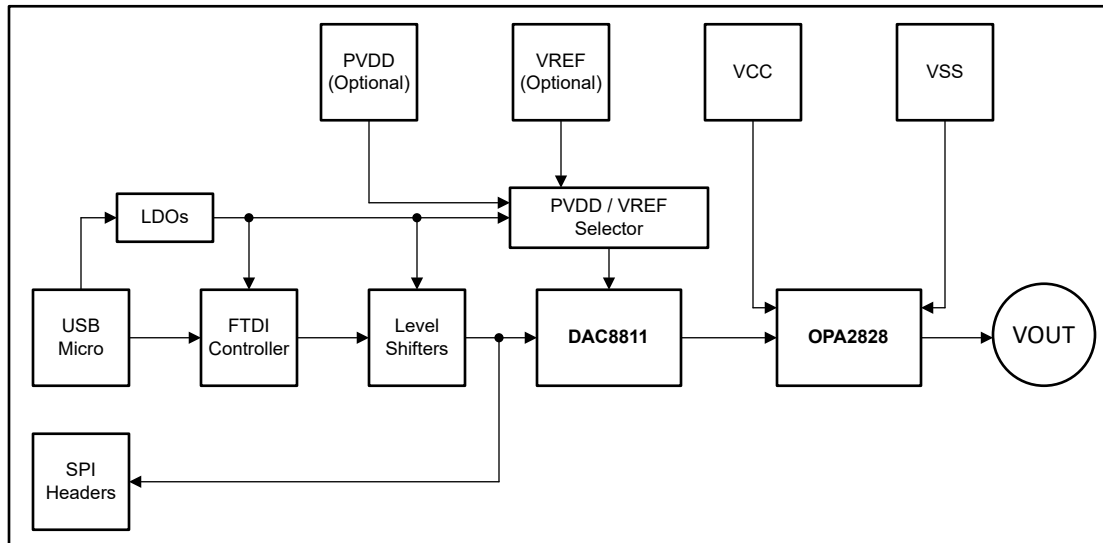 PVDD
(Optional)
VREF
(Optional)
VCC
VSS
LDOs
PVDD / VREF
Selector
USB
Micro
FTDI
Controller
Level
Shifters
DAC8811
OPA2828
VOUT
SPI
Headers